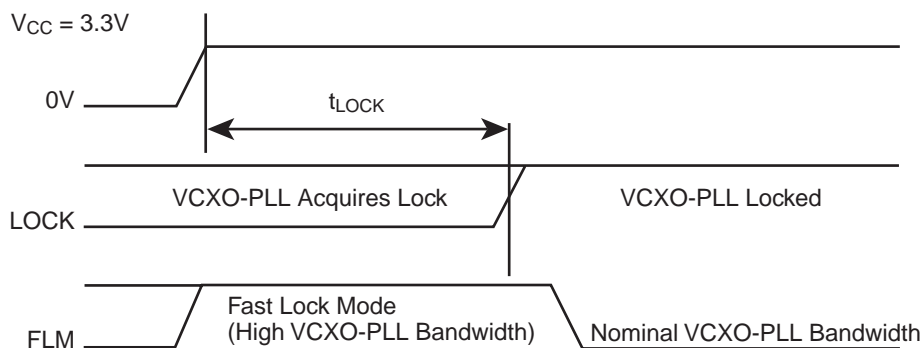 VCC = 3.3V
0V
tLOCK
VCXO-PLL Acquires Lock
VCXO-PLL Locked
LOCK
Fast Lock Mode
(High VCXO-PLL Bandwidth)
Nominal VCXO-PLL Bandwidth
FLM